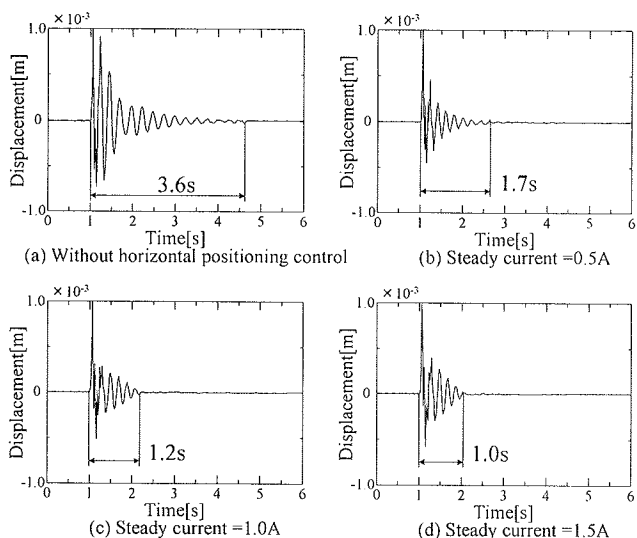 × 10⁻³
1.0
0
-1.0
Displacement[m]
3.6s
0 1 2 3 4 5 6
Time[s]
(a) Without horizontal positioning control
× 10⁻³
1.0
0
-1.0
Displacement[m]
1.7s
0 1 2 3 4 5 6
Time[s]
(b) Steady current =0.5A
× 10⁻³
1.0
0
-1.0
Displacement[m]
1.2s
0 1 2 3 4 5 6
Time[s]
(c) Steady current =1.0A
× 10⁻³
1.0
0
-1.0
Displacement[m]
1.0s
0 1 2 3 4 5 6
Time[s]
(d) Steady current =1.5A